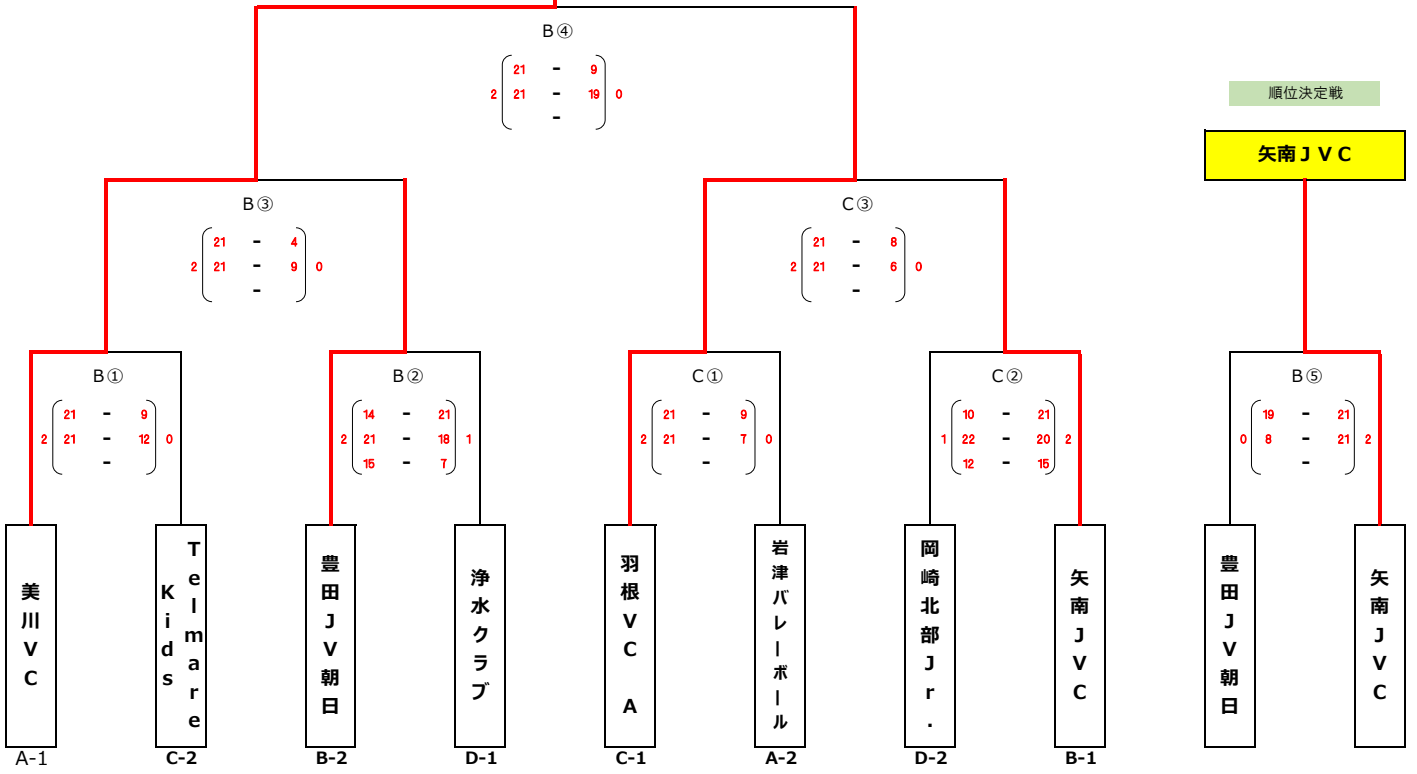 B④
21 - 9
2 21 - 19 0
-
順位決定戦
矢南JVC
B③
21 - 4
2 21 - 9 0
-
C③
21 - 8
2 21 - 6 0
-
B①
21 - 9
2 21 - 12 0
-
B②
14 - 21
2 21 - 18 1
15 - 7
C①
21 - 9
2 21 - 7 0
-
C②
10 - 21
1 22 - 20 2
12 - 15
B⑤
19 - 21
0 8 - 21 2
-
美川VC
Telmare
Kids
豊田JV朝日
浄水クラブ
羽根VC A
岩津バレーボール
岡崎北部Jr.
矢南JVC
豊田JV朝日
矢南JVC
A-1
C-2
B-2
D-1
C-1
A-2
D-2
B-1